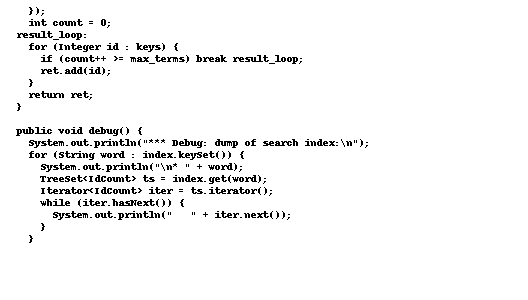 });
int count = 0;
result_loop:
for (Integer id : keys) {
if (count++ >= max_terms) break result_loop;
ret.add(id);
}
return ret;
}
public void debug() {
System.out.println("*** Debug: dump of search index:\n");
for (String word : index.keySet()) {
System.out.println("\n* " + word);
TreeSet<IdCount> ts = index.get(word);
Iterator<IdCount> iter = ts.iterator();
while (iter.hasNext()) {
System.out.println("   " + iter.next());
}
}